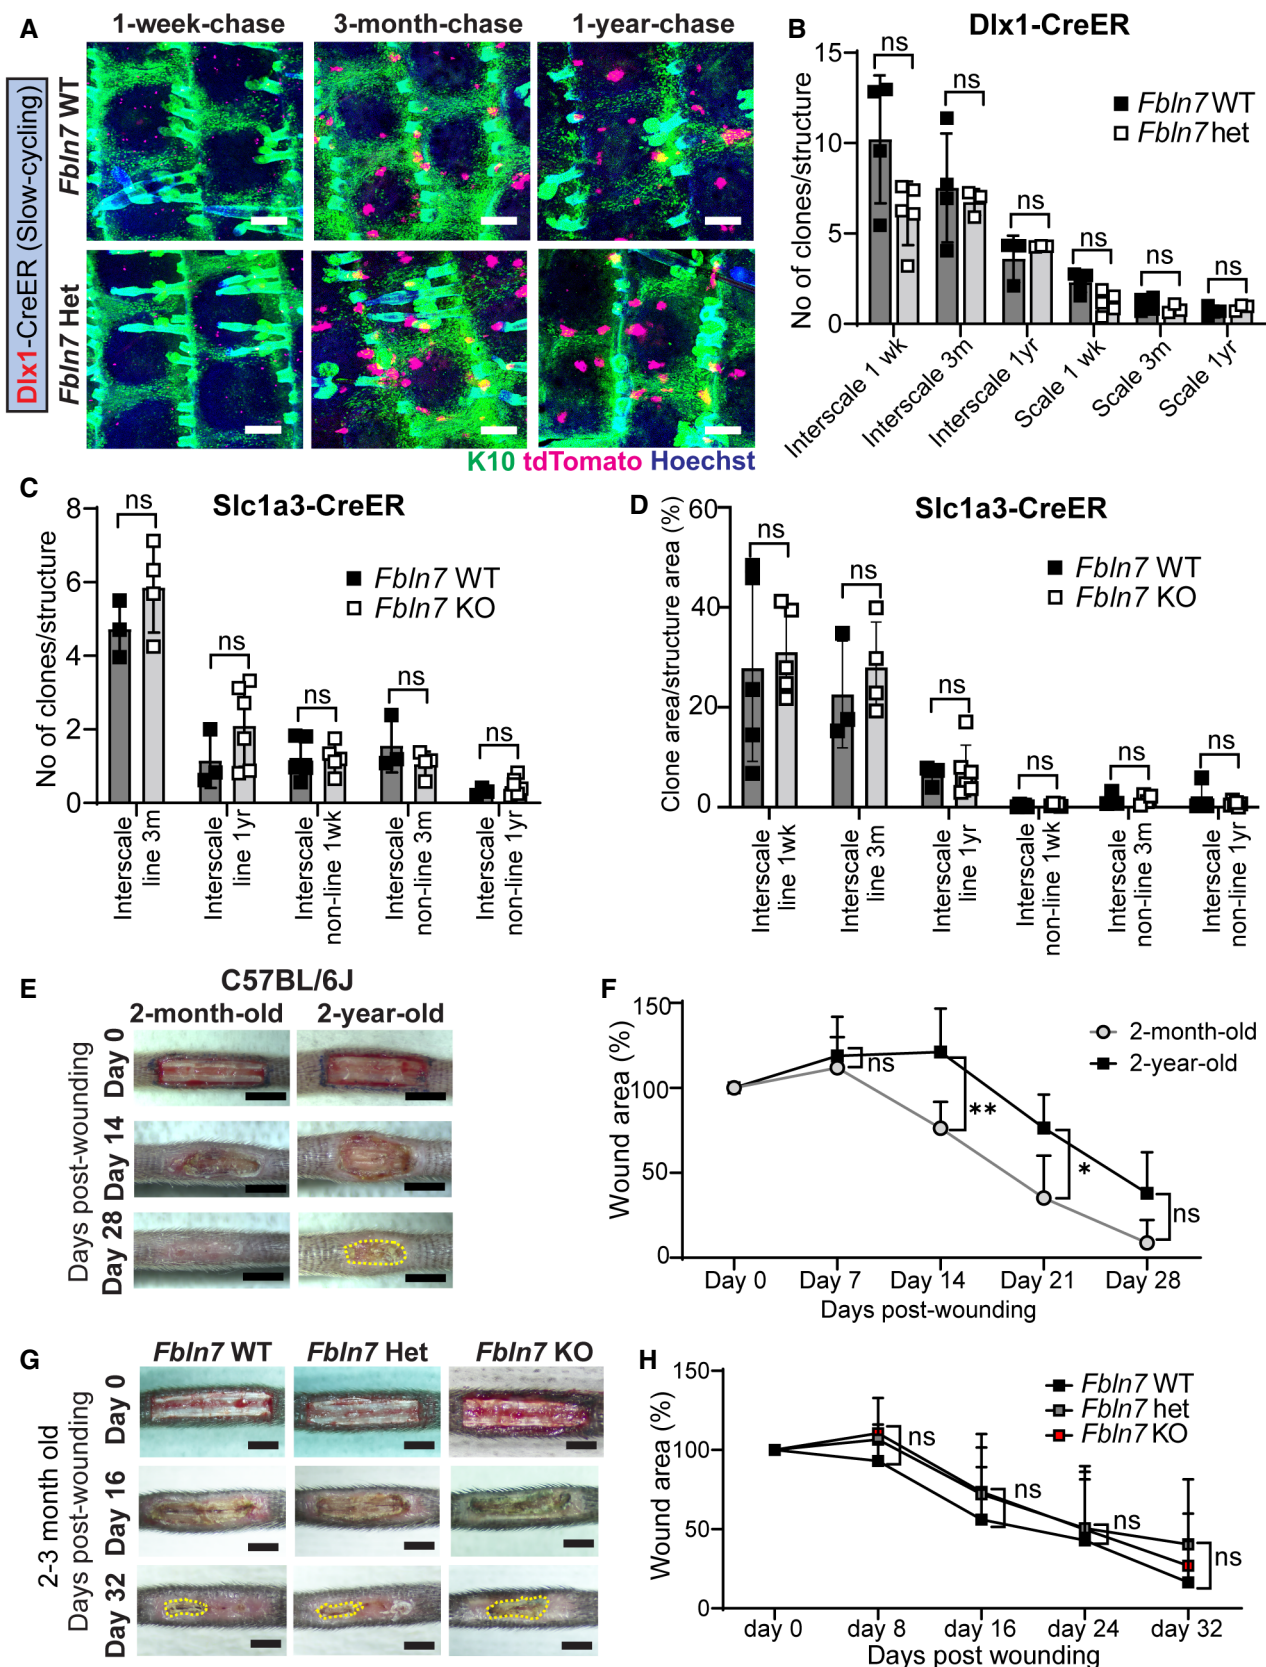 A
1-week-chase
3-month-chase
1-year-chase
Dlx1-CreER (Slow-cycling)
Fbln7 WT
Fbln7 Het
K10 tdTomato Hoechst
B
Dlx1-CreER
No of clones/structure
15
10
5
0
ns
ns
ns
ns
ns
ns
Fbln7 WT
Fbln7 het
Interscale 1 wk
Interscale 3m
Interscale 1yr
Scale 1 wk
Scale 3m
Scale 1yr
C
Slc1a3-CreER
No of clones/structure
8
6
4
2
0
ns
ns
ns
ns
ns
Fbln7 WT
Fbln7 KO
Interscale
line 3m
Interscale
line 1yr
Interscale
non-line 1wk
Interscale
non-line 3m
Interscale
non-line 1yr
D
Slc1a3-CreER
Clone area/structure area (%)
60
40
20
0
ns
ns
ns
ns
ns
ns
Fbln7 WT
Fbln7 KO
Interscale
line 1wk
Interscale
line 3m
Interscale
line 1yr
Interscale
non-line 1wk
Interscale
non-line 3m
Interscale
non-line 1yr
E
C57BL/6J
2-month-old
2-year-old
Days post-wounding
Day 0
Day 14
Day 28
F
Wound area (%)
150
100
50
0
ns
**
*
ns
2-month-old
2-year-old
Day 0
Day 7
Day 14
Day 21
Day 28
Days post-wounding
G
Fbln7 WT
Fbln7 Het
Fbln7 KO
2-3 month old
Days post-wounding
Day 0
Day 16
Day 32
H
Wound area (%)
150
100
50
0
ns
ns
ns
ns
Fbln7 WT
Fbln7 het
Fbln7 KO
day 0
day 8
day 16
day 24
day 32
Days post wounding